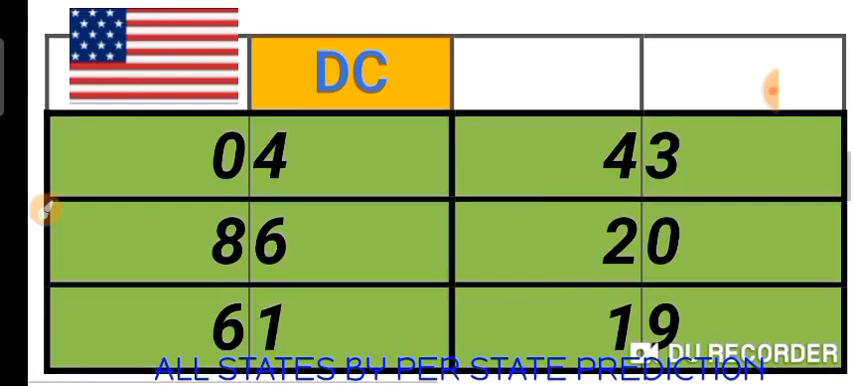 DC
04 43
86 20
61 19
DU RECORDER
ALL STATES BY PER STATE PREDICTION